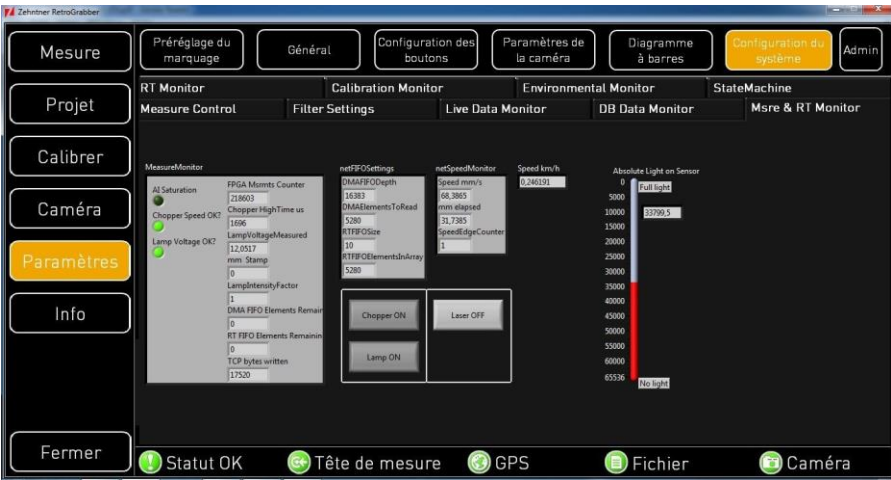 Zehntner RetroGrabber
Mesure
Projet
Calibrer
Caméra
Paramètres
Info
Fermer
Préréglage du
marquage
Général
Configuration des
boutons
Paramètres de
la caméra
Diagramme
à barres
Configuration du
système
Admin
RT Monitor
Calibration Monitor
Environmental Monitor
StateMachine
Measure Control
Filter Settings
Live Data Monitor
DB Data Monitor
Msre & RT Monitor
MeasureMonitor
AI Saturation
Chopper Speed OK?
Lamp Voltage OK?
FPGA Msmts Counter
218603
Chopper HighTime us
1696
LampVoltageMeasured
12,0517
mm Stamp
0
LampIntensityFactor
1
DMA FIFO Elements Remain
0
RT FIFO Elements Remainin
0
TCP bytes written
17520
netFIFOSettings
DMAFIFODepth
16383
DMAElementsToRead
5280
RTFIFOSize
10
RTFIFOElementsInArray
5280
netSpeedMonitor
Speed mm/s
68,3865
mm elapsed
31,7385
SpeedEdgeCounter
1
Speed km/h
0,246191
Chopper ON
Lamp ON
Laser OFF
Absolute Light on Sensor
0
Full light
5000
10000
33799,5
15000
20000
25000
30000
35000
40000
45000
50000
55000
60000
65536
No light
Statut OK
Tête de mesure
GPS
Fichier
Caméra